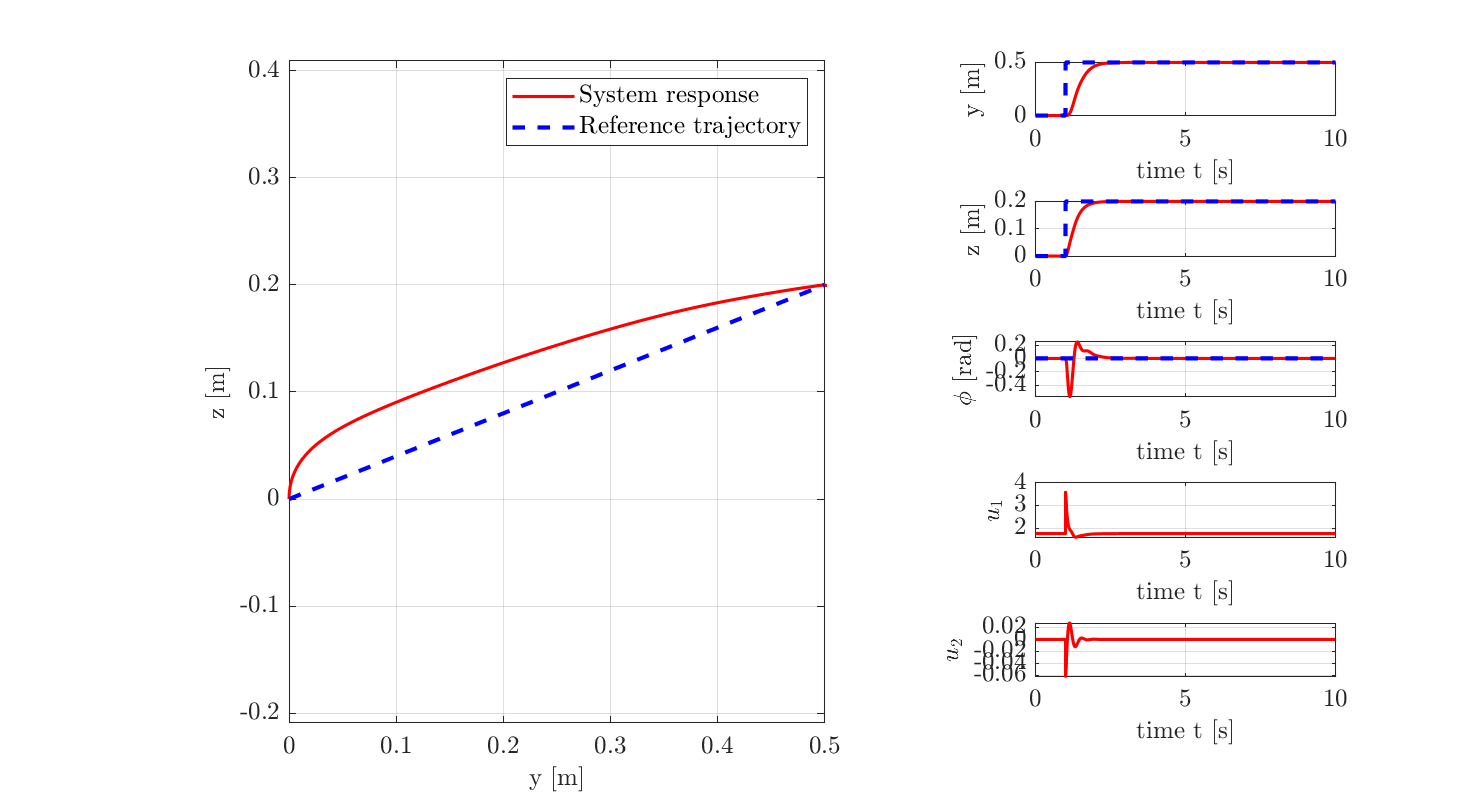 0.4
0.3
0.2
0.1
0
-0.1
-0.2
z [m]
System response
Reference trajectory
0 0.1 0.2 0.3 0.4 0.5
y [m]
0.5
0
y [m]
0 5 10
time t [s]
0.2
0.1
0
z [m]
0 5 10
time t [s]
0.2
0
-0.2
-0.4
ϕ [rad]
0 5 10
time t [s]
4
3
2
u₁
0 5 10
time t [s]
0.02
0
-0.02
-0.04
-0.06
u₂
0 5 10
time t [s]